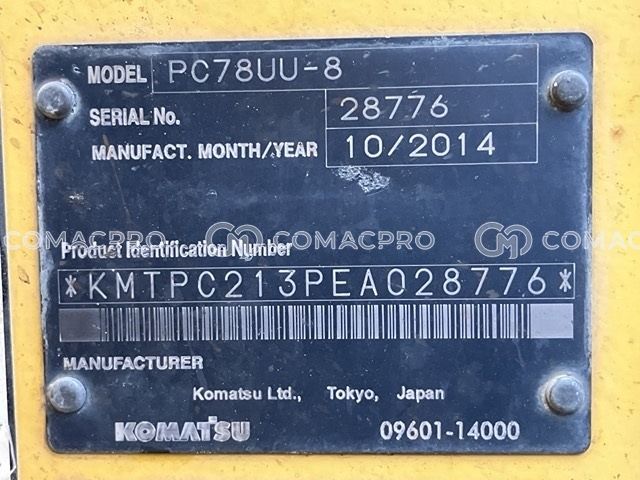 MODEL PC78UU-8
SERIAL No. 28776
MANUFACT. MONTH/YEAR 10/2014
COMACPRO CM COMACPRO
Product Identification Number
*KMTPC213PEA028776*
MANUFACTURER
Komatsu Ltd., Tokyo, Japan
KOMATSU 09601-14000